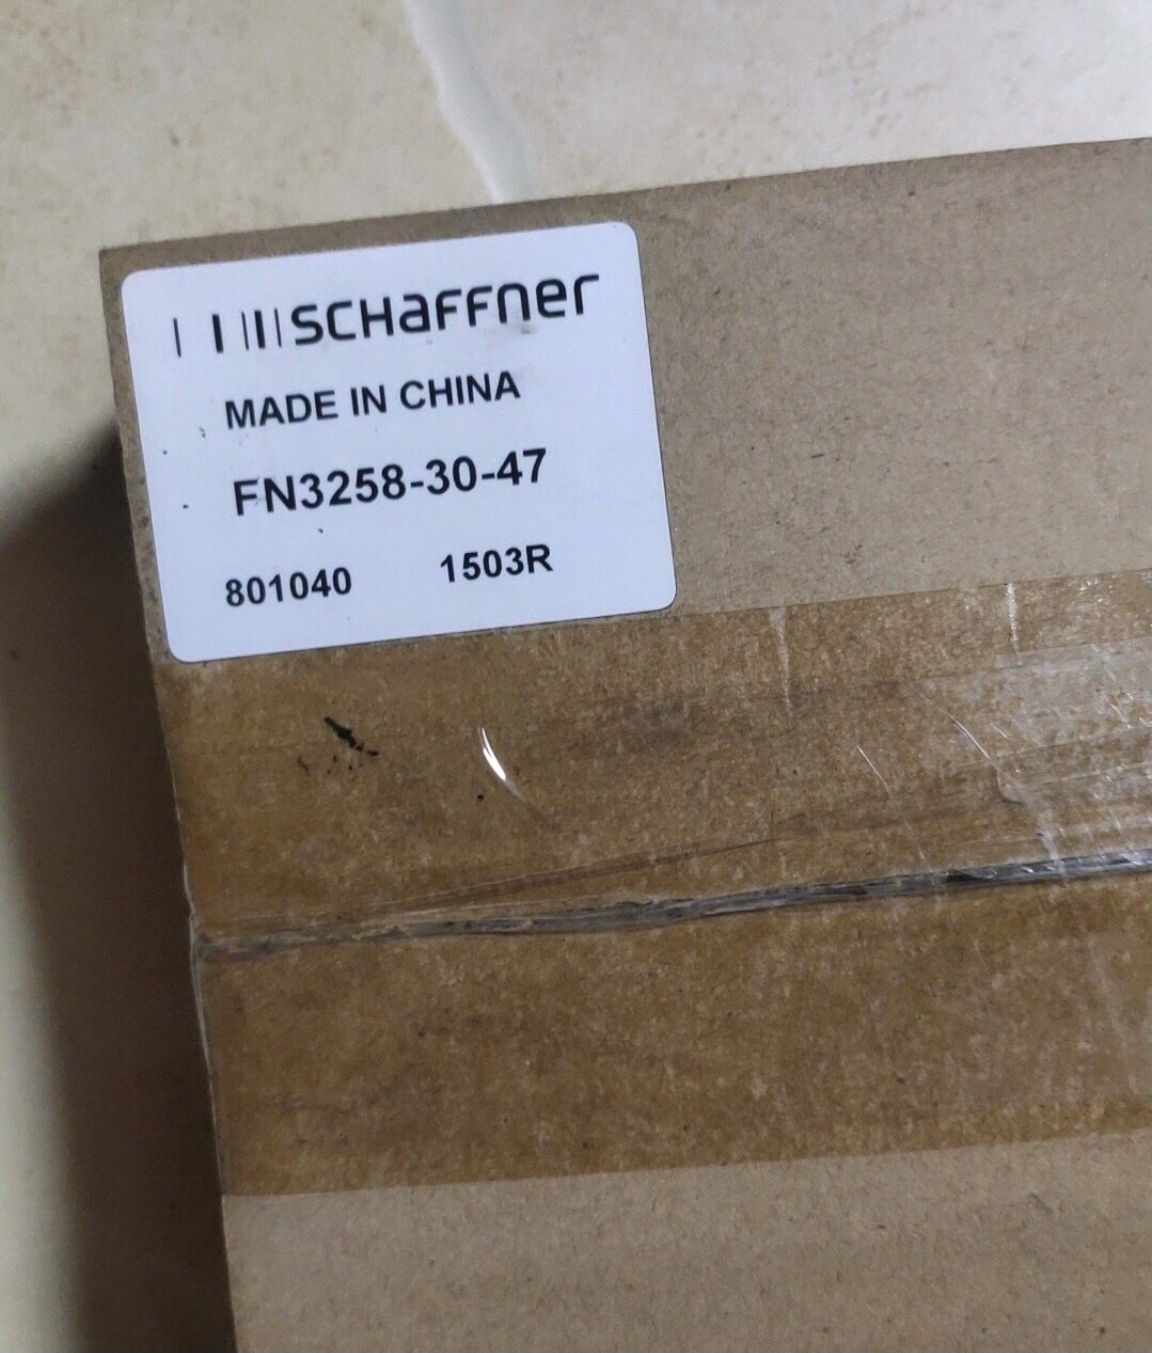 SCHaFFner
MADE IN CHINA
FN3258-30-47
801040 1503R